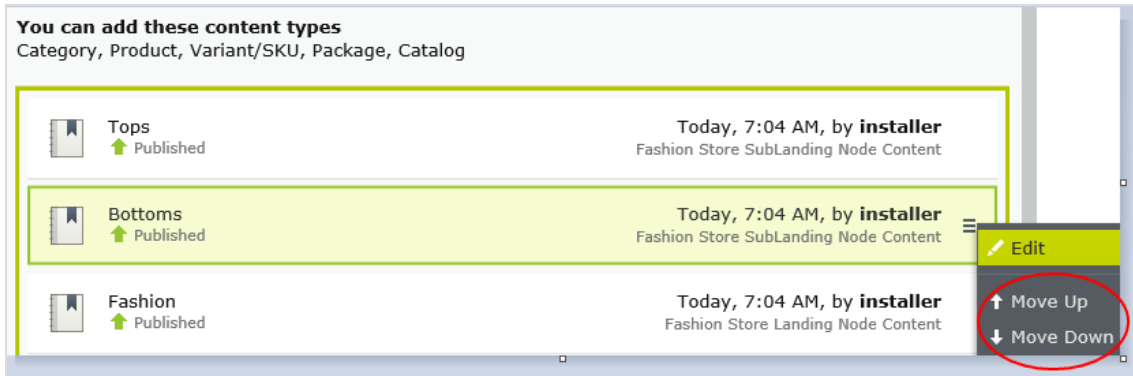 You can add these content types
Category, Product, Variant/SKU, Package, Catalog
Tops
Today, 7:04 AM, by installer
Published
Fashion Store SubLanding Node Content
Bottoms
Today, 7:04 AM, by installer
Published
Fashion Store SubLanding Node Content
Edit
Fashion
Today, 7:04 AM, by installer
Move Up
Published
Fashion Store Landing Node Content
Move Down